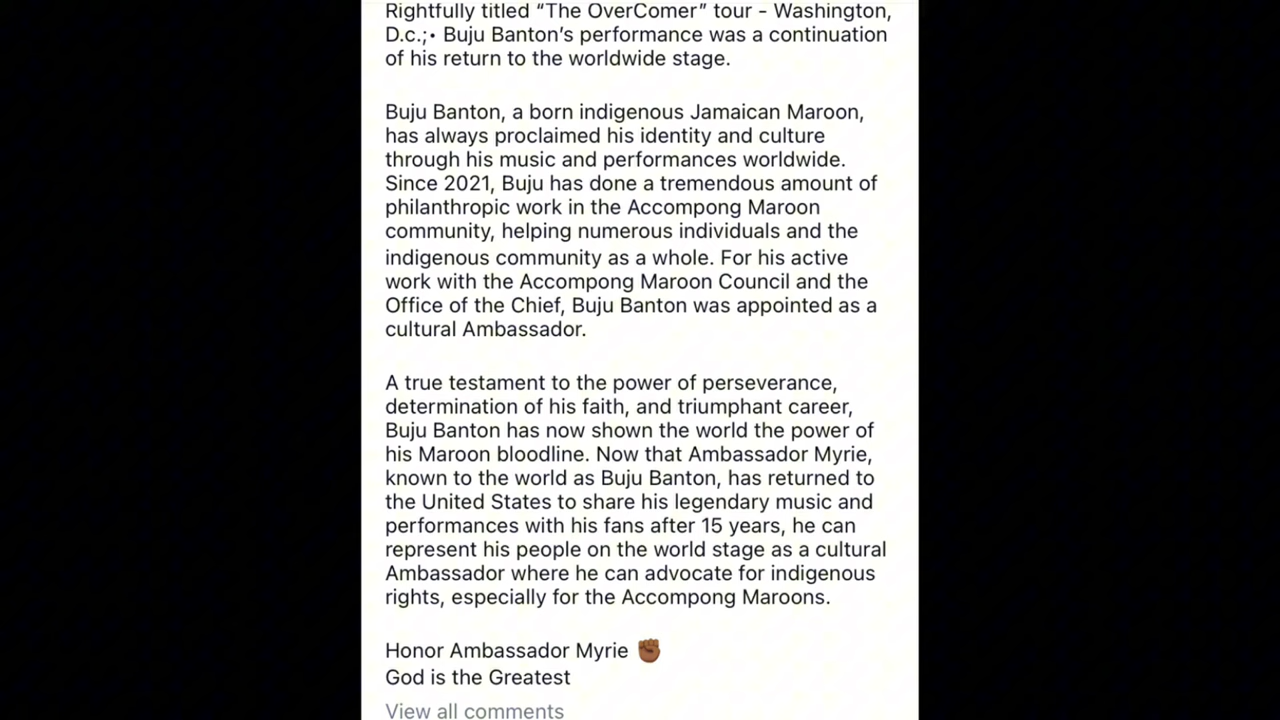 Rightfully titled “The OverComer” tour - Washington,
D.c.;• Buju Banton’s performance was a continuation
of his return to the worldwide stage.
Buju Banton, a born indigenous Jamaican Maroon,
has always proclaimed his identity and culture
through his music and performances worldwide.
Since 2021, Buju has done a tremendous amount of
philanthropic work in the Accompong Maroon
community, helping numerous individuals and the
indigenous community as a whole. For his active
work with the Accompong Maroon Council and the
Office of the Chief, Buju Banton was appointed as a
cultural Ambassador.
A true testament to the power of perseverance,
determination of his faith, and triumphant career,
Buju Banton has now shown the world the power of
his Maroon bloodline. Now that Ambassador Myrie,
known to the world as Buju Banton, has returned to
the United States to share his legendary music and
performances with his fans after 15 years, he can
represent his people on the world stage as a cultural
Ambassador where he can advocate for indigenous
rights, especially for the Accompong Maroons.
Honor Ambassador Myrie ✊🏾
God is the Greatest
View all comments